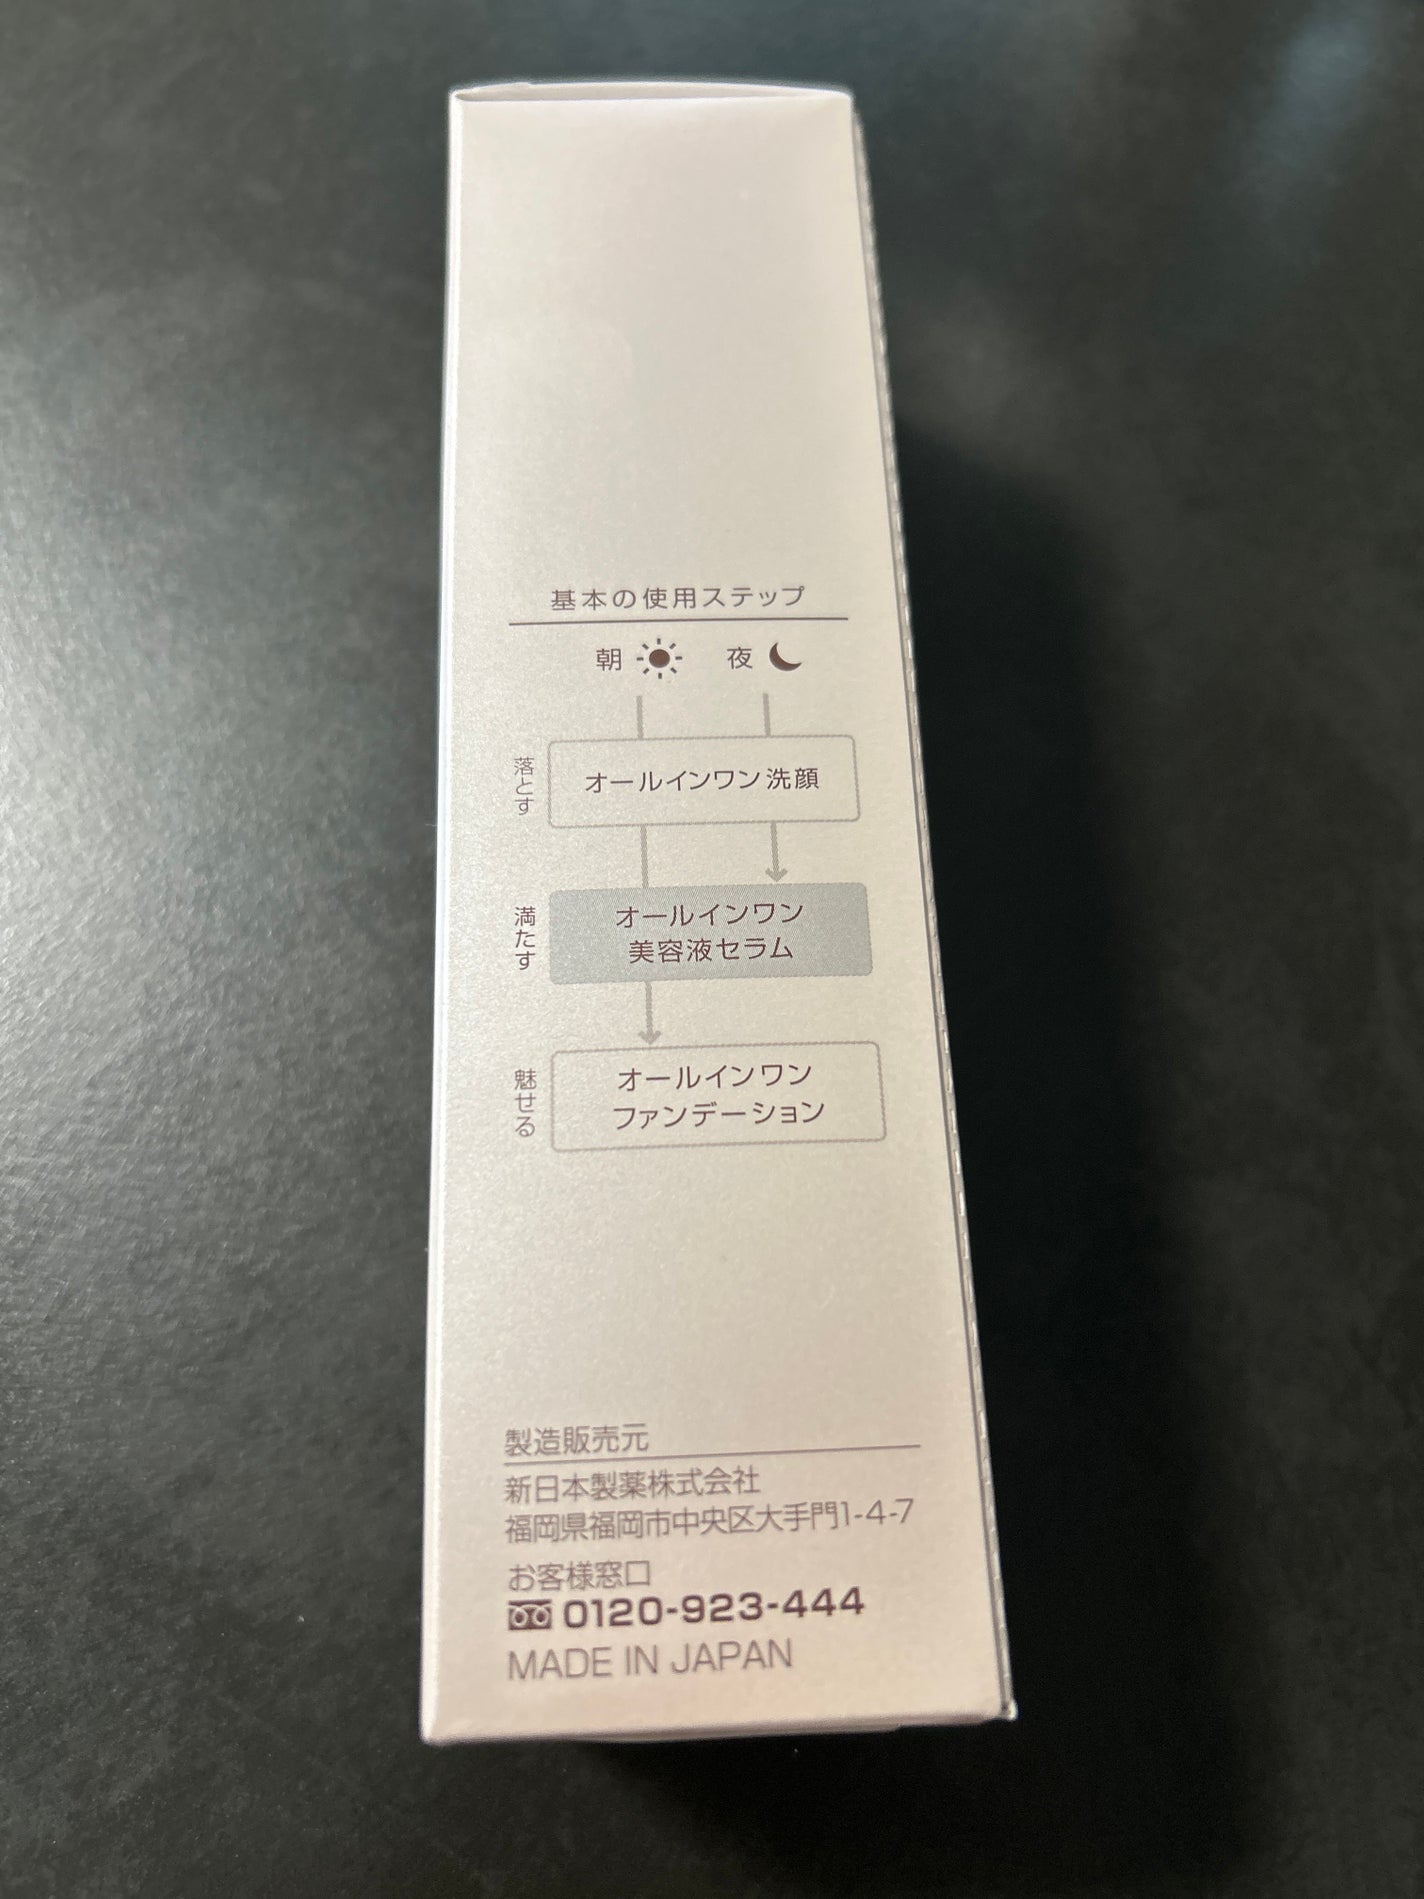 基本の使用ステップ
朝 夜
落とす
オールインワン洗顔
満たす
オールインワン
美容液セラム
魅せる
オールインワン
ファンデーション
製造販売元
新日本製薬株式会社
福岡県福岡市中央区大手門1-4-7
お客様窓口
0120-923-444
MADE IN JAPAN